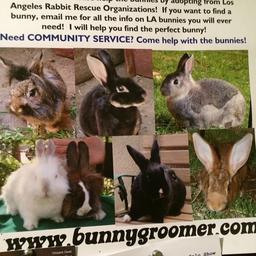 the bunnies by adopting from Los
Angeles Rabbit Rescue Organizations! If you want to find a
bunny, email me for all the info on LA bunnies you will ever
need! I will help you find the perfect bunny!
Need COMMUNITY SERVICE? Come help with the bunnies!
www.bunnygroomer.com
Show